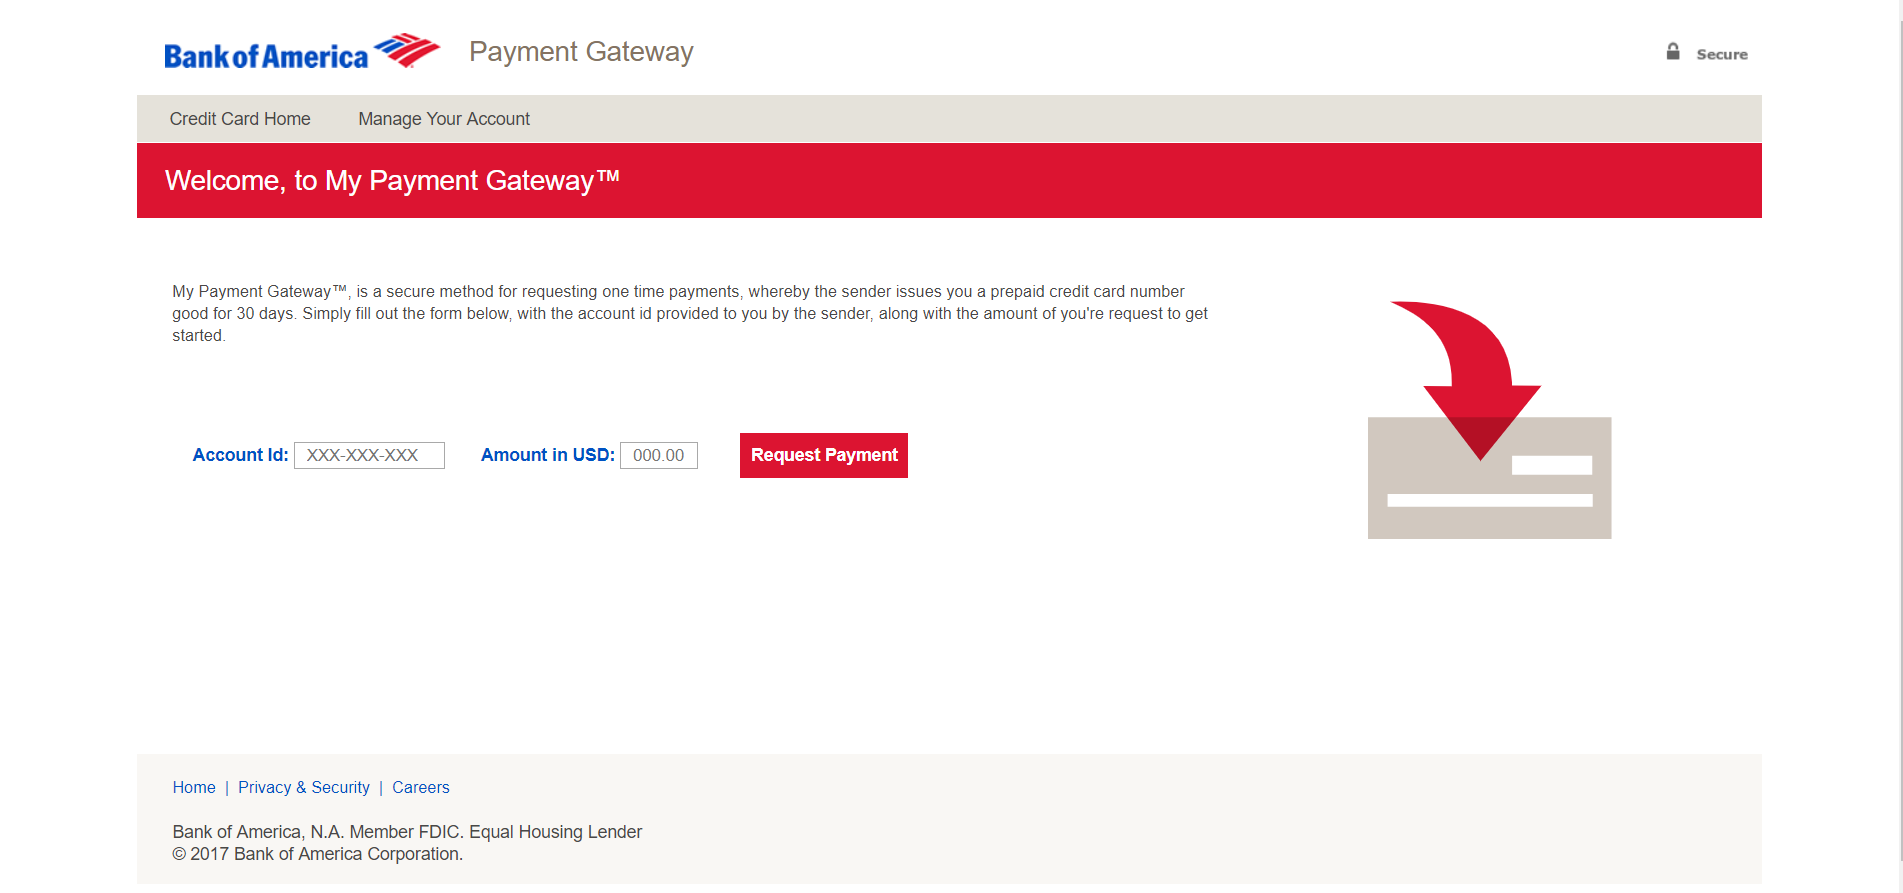 Bank of America
Payment Gateway
Secure
Credit Card Home
Manage Your Account
Welcome, to My Payment Gateway™
My Payment Gateway™, is a secure method for requesting one time payments, whereby the sender issues you a prepaid credit card number
good for 30 days. Simply fill out the form below, with the account id provided to you by the sender, along with the amount of you're request to get
started.
Account Id: XXX-XXX-XXX
Amount in USD: 000.00
Request Payment
Home | Privacy & Security | Careers
Bank of America, N.A. Member FDIC. Equal Housing Lender
© 2017 Bank of America Corporation.